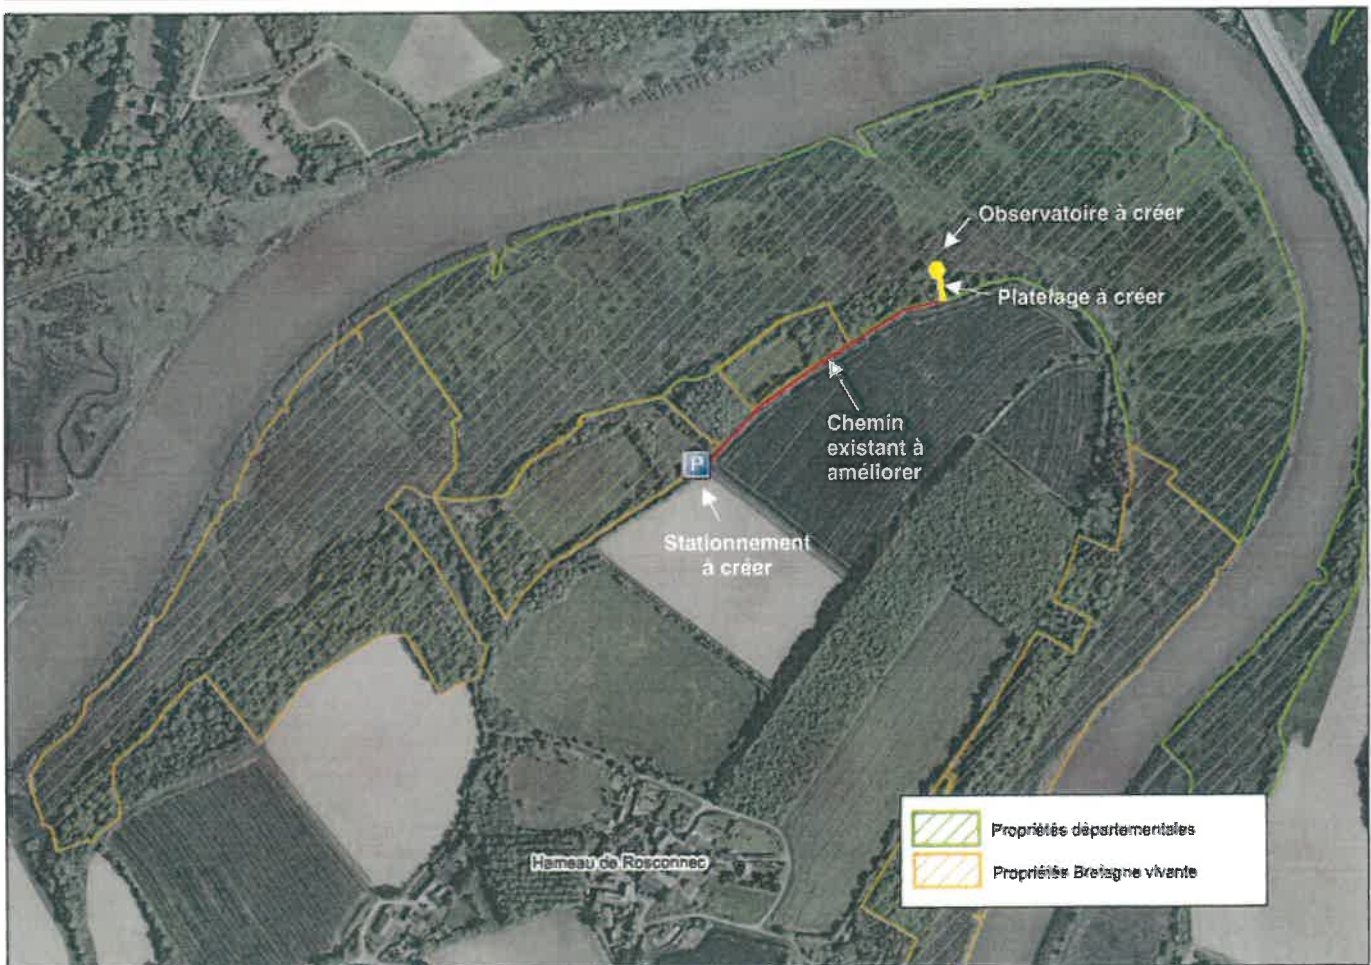 Observatoire à créer
Platelage à créer
Chemin
existant à
améliorer
P
Stationnement
à créer
Hameau de Rosconnec
Propriétés départementales
Propriétés Bretagne vivante